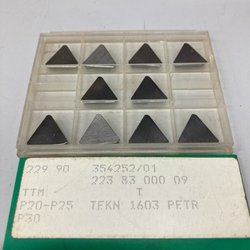 229 90 354252/01
223 83 000 09
TTM T
P20-P25 TEKN 1603 PETR
P30